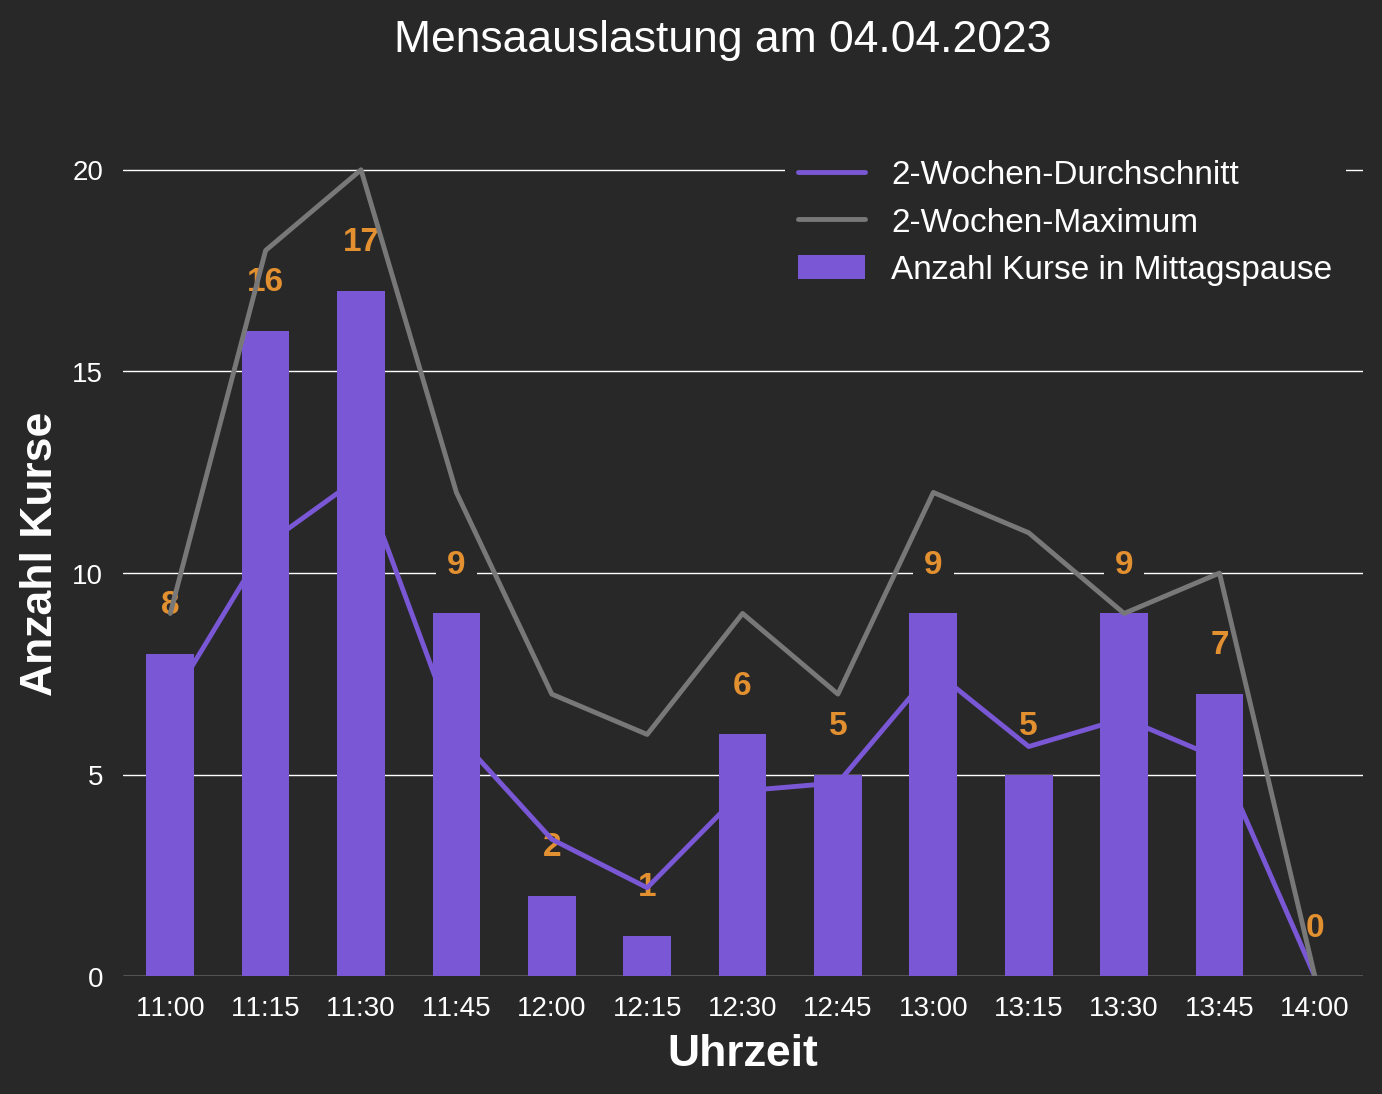 Mensaauslastung am 04.04.2023
2-Wochen-Durchschnitt
2-Wochen-Maximum
Anzahl Kurse in Mittagspause
Anzahl Kurse
20
15
10
5
0
8
16
17
9
2
1
6
5
9
5
9
7
0
11:00 11:15 11:30 11:45 12:00 12:15 12:30 12:45 13:00 13:15 13:30 13:45 14:00
Uhrzeit